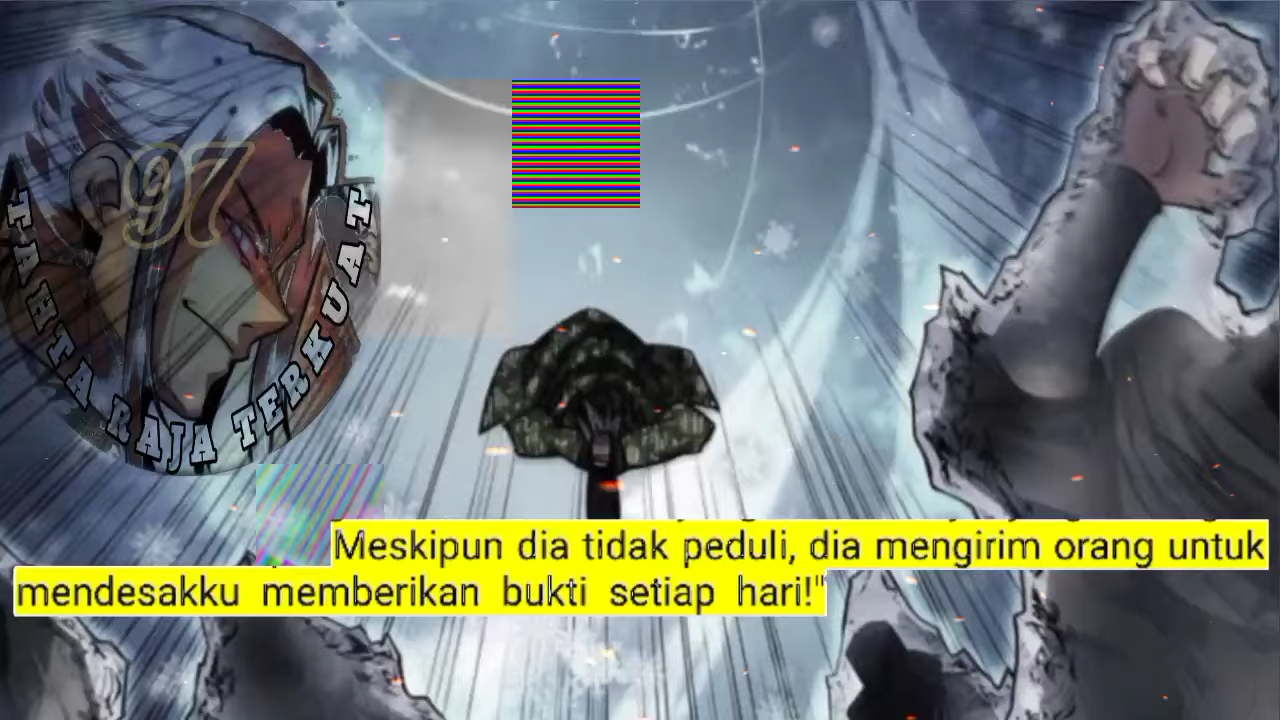 97
TAHTA RAJA TERKUAT
Meskipun dia tidak peduli, dia mengirim orang untuk
mendesakku memberikan bukti setiap hari!"